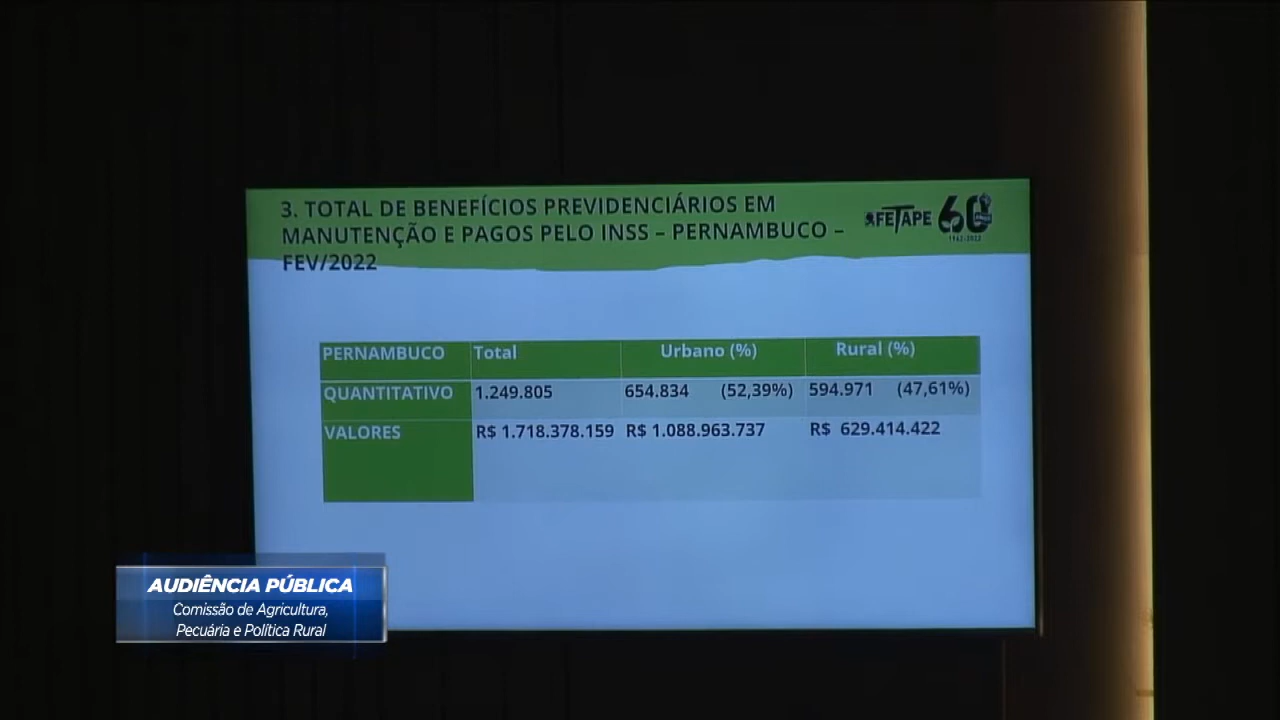 3. TOTAL DE BENEFÍCIOS PREVIDENCIÁRIOS EM
MANUTENÇÃO E PAGOS PELO INSS – PERNAMBUCO –
FEV/2022
FETAPE 60
1962-2022
PERNAMBUCO Total Urbano (%) Rural (%)
QUANTITATIVO 1.249.805 654.834 (52,39%) 594.971 (47,61%)
VALORES R$ 1.718.378.159 R$ 1.088.963.737 R$ 629.414.422
AUDIÊNCIA PÚBLICA
Comissão de Agricultura,
Pecuária e Política Rural